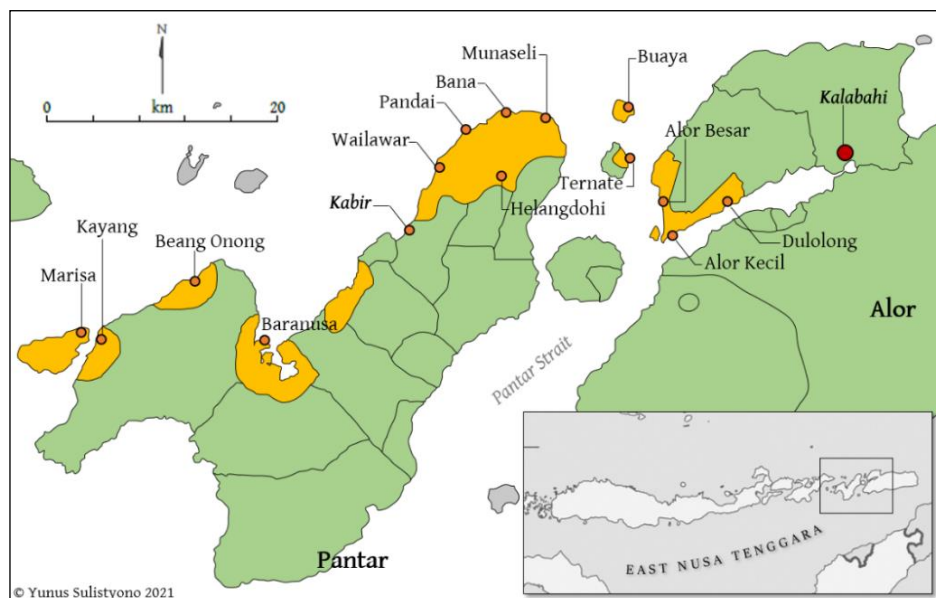 N
0
20
km
Munaseli
Bana
Pandai
Wailawar
Kabir
Buaya
Kalabahi
Alor Besar
Ternate
Helangdohi
Dulolong
Alor Kecil
Kayang
Beang Onong
Marisa
Baranusa
Alor
Pantar Strait
Pantar
EAST NUSA TENGGARA
© Yunus Sulistyono 2021